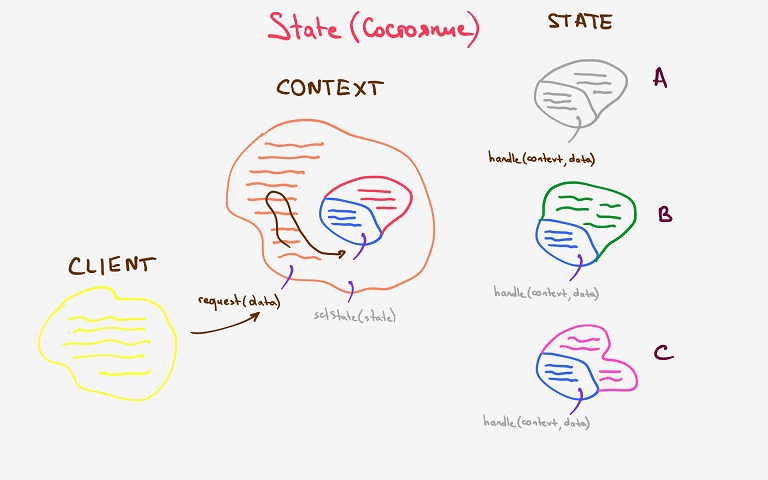 State (Состояние)
STATE
CONTEXT
A
handle(context, data)
B
handle(context, data)
CLIENT
request(data)
setState(state)
C
handle(context, data)